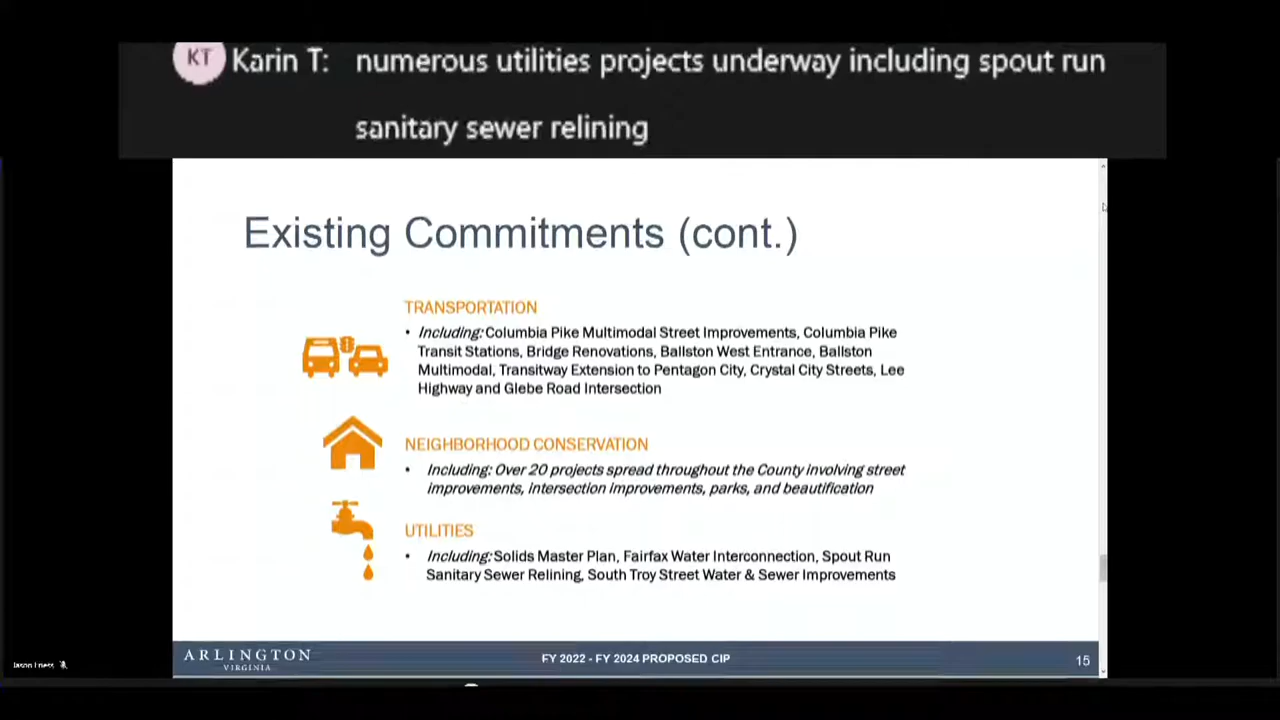 KT Karin T: numerous utilities projects underway including spout run
sanitary sewer relining
Existing Commitments (cont.)
TRANSPORTATION
• Including: Columbia Pike Multimodal Street Improvements, Columbia Pike
Transit Stations, Bridge Renovations, Ballston West Entrance, Ballston
Multimodal, Transitway Extension to Pentagon City, Crystal City Streets, Lee
Highway and Glebe Road Intersection
NEIGHBORHOOD CONSERVATION
• Including: Over 20 projects spread throughout the County involving street
improvements, intersection improvements, parks, and beautification
UTILITIES
• Including: Solids Master Plan, Fairfax Water Interconnection, Spout Run
Sanitary Sewer Relining, South Troy Street Water & Sewer Improvements
ARLINGTON
VIRGINIA
FY 2022 - FY 2024 PROPOSED CIP
15
Jason